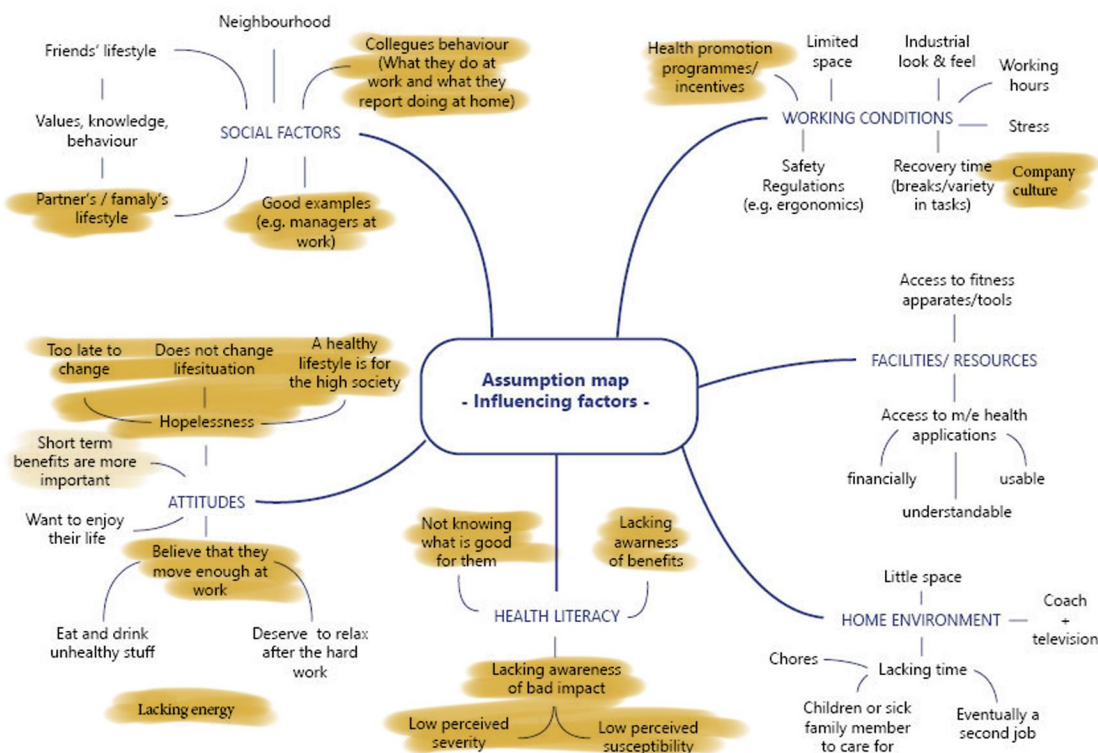 Neighbourhood
Friends' lifestyle
Collegues behaviour
(What they do at
work and what they
report doing at home)
Values, knowledge,
behaviour
SOCIAL FACTORS
Partner's / famaly's
lifestyle
Good examples
(e.g. managers at
work)
Health promotion
programmes/
incentives
Limited
space
Industrial
look & feel
Working
hours
WORKING CONDITIONS
Stress
Safety
Regulations
(e.g. ergonomics)
Recovery time
(breaks/variety
in tasks)
Company
culture
Assumption map
- Influencing factors -
Access to fitness
apparates/tools
FACILITIES/ RESOURCES
Access to m/e health
applications
financially
usable
understandable
Too late to
change
Does not change
lifesituation
A healthy
lifestyle is for
the high society
Hopelessness
Short term
benefits are more
important
ATTITUDES
Want to enjoy
their life
Believe that they
move enough at
work
Eat and drink
unhealthy stuff
Deserve to relax
after the hard
work
Lacking energy
Not knowing
what is good
for them
Lacking
awarness
of benefits
HEALTH LITERACY
Lacking awareness
of bad impact
Low perceived
severity
Low perceived
susceptibility
Little space
HOME ENVIRONMENT
Coach
+
television
Chores
Lacking time
Children or sick
family member
to care for
Eventually a
second job